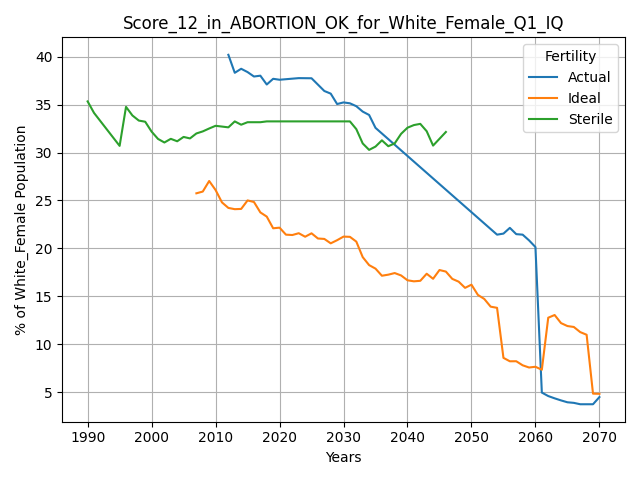 Score_12_in_ABORTION_OK_for_White_Female_Q1_IQ
Fertility
Actual
Ideal
Sterile
% of White_Female Population
40
35
30
25
20
15
10
5
1990 2000 2010 2020 2030 2040 2050 2060 2070
Years